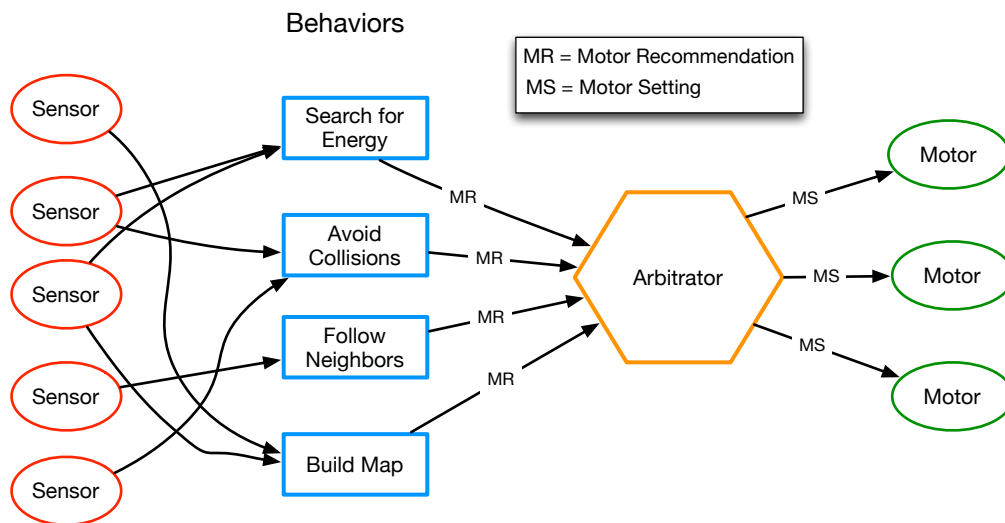 Behaviors
MR = Motor Recommendation
MS = Motor Setting
Sensor
Sensor
Sensor
Sensor
Sensor
Search for
Energy
Avoid
Collisions
Follow
Neighbors
Build Map
MR
MR
MR
MR
Arbitrator
MS
MS
MS
Motor
Motor
Motor